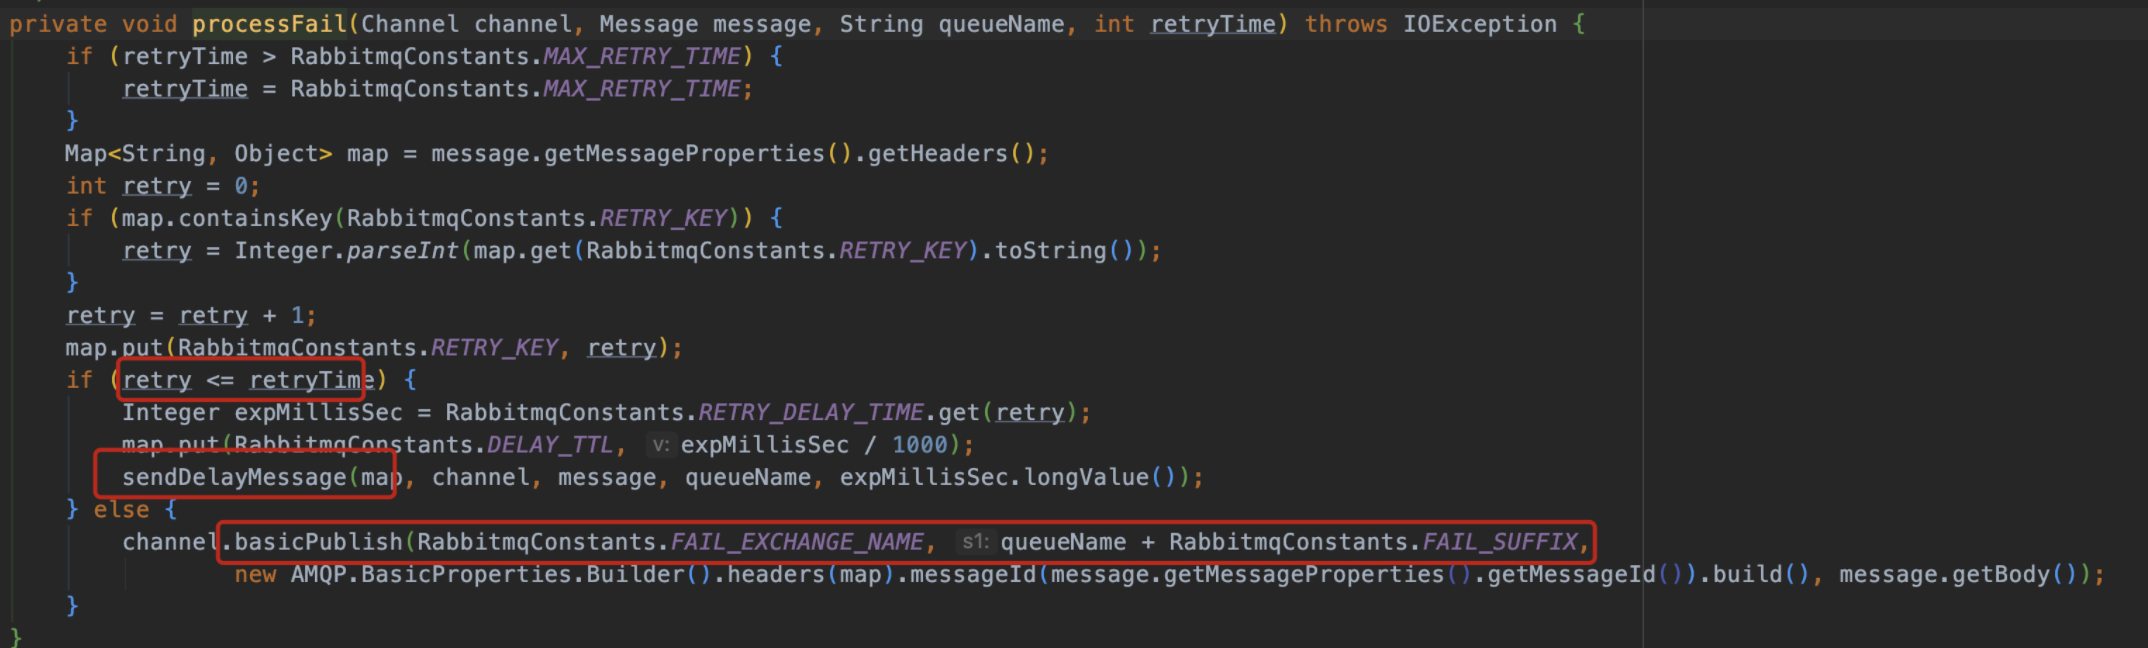 private void processFail(Channel channel, Message message, String queueName, int retryTime) throws IOException {
if (retryTime > RabbitmqConstants.MAX_RETRY_TIME) {
retryTime = RabbitmqConstants.MAX_RETRY_TIME;
}
Map<String, Object> map = message.getMessageProperties().getHeaders();
int retry = 0;
if (map.containsKey(RabbitmqConstants.RETRY_KEY)) {
retry = Integer.parseInt(map.get(RabbitmqConstants.RETRY_KEY).toString());
}
retry = retry + 1;
map.put(RabbitmqConstants.RETRY_KEY, retry);
if (retry <= retryTime) {
Integer expMillisSec = RabbitmqConstants.RETRY_DELAY_TIME.get(retry);
map.put(RabbitmqConstants.DELAY_TTL, v: expMillisSec / 1000);
sendDelayMessage(map, channel, message, queueName, expMillisSec.longValue());
} else {
channel.basicPublish(RabbitmqConstants.FAIL_EXCHANGE_NAME, s1: queueName + RabbitmqConstants.FAIL_SUFFIX,
new AMQP.BasicProperties.Builder().headers(map).messageId(message.getMessageProperties().getMessageId()).build(), message.getBody());
}
}